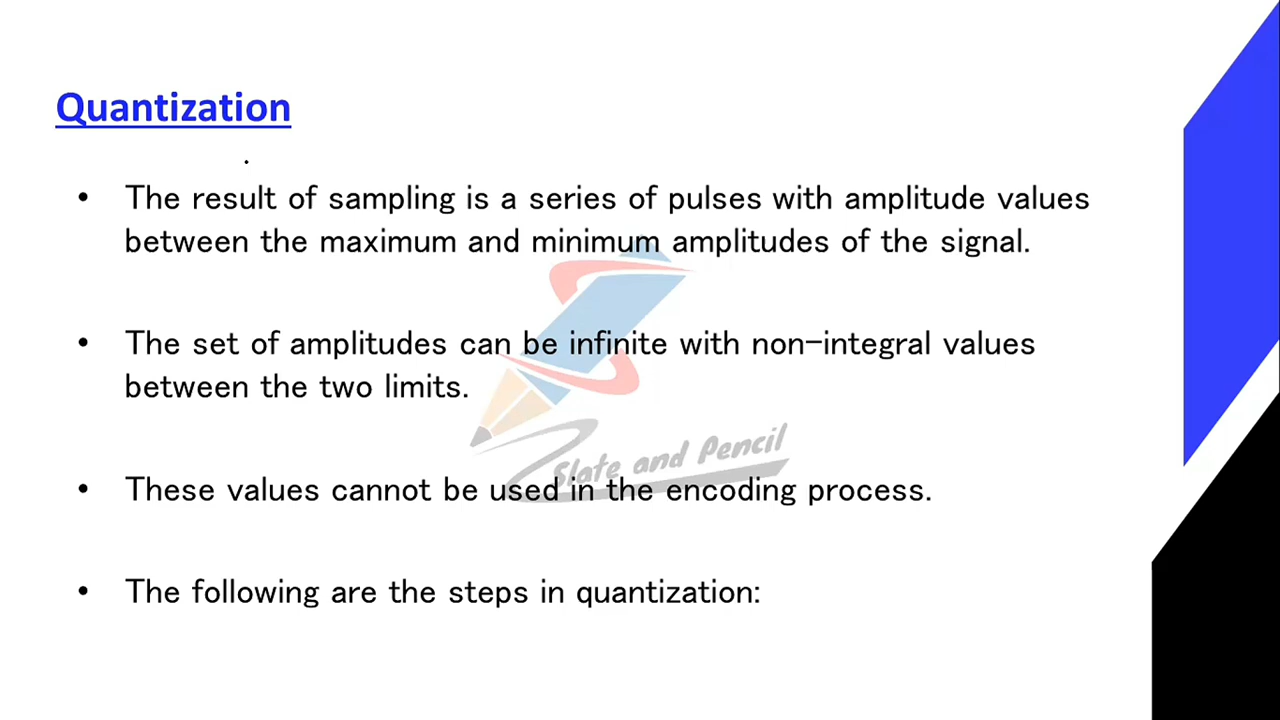 Quantization
• The result of sampling is a series of pulses with amplitude values
between the maximum and minimum amplitudes of the signal.
• The set of amplitudes can be infinite with non-integral values
between the two limits.
Slate and Pencil
• These values cannot be used in the encoding process.
• The following are the steps in quantization: